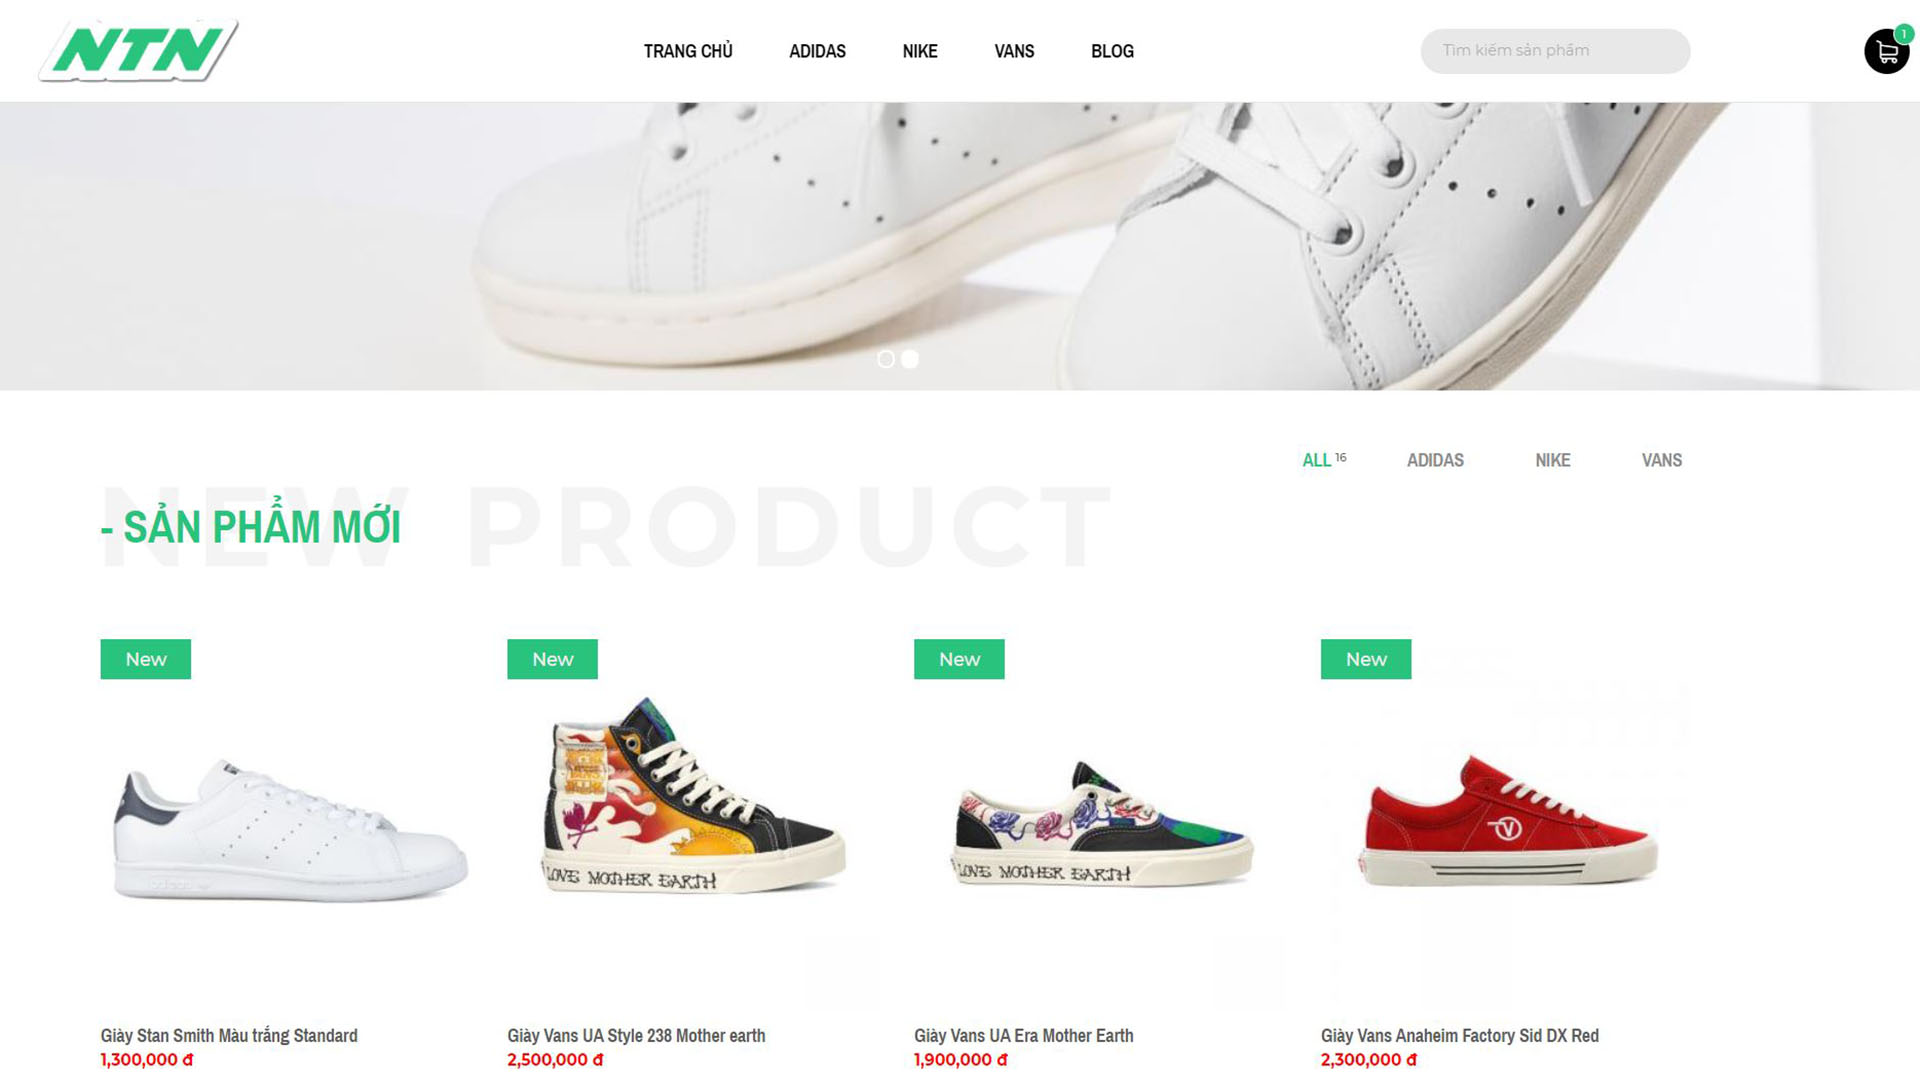 NTN
TRANG CHỦ
ADIDAS
NIKE
VANS
BLOG
Tìm kiếm sản phẩm
1
ALL 16
ADIDAS
NIKE
VANS
NEW PRODUCT
- SẢN PHẨM MỚI
New
New
New
New
LOVE MOTHER EARTH
LOVE MOTHER EARTH
V
Giày Stan Smith Màu trắng Standard
1,300,000 đ
Giày Vans UA Style 238 Mother earth
2,500,000 đ
Giày Vans UA Era Mother Earth
1,900,000 đ
Giày Vans Anaheim Factory Sid DX Red
2,300,000 đ